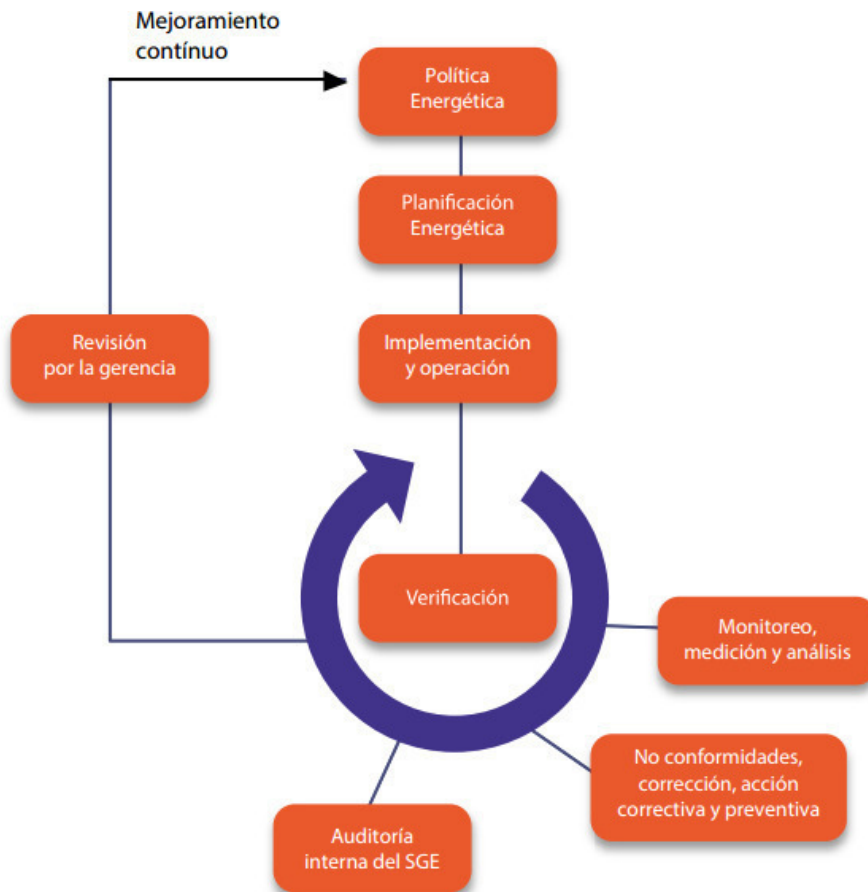 Mejoramiento
contínuo
Política
Energética
Planificación
Energética
Revisión
por la gerencia
Implementación
y operación
Verificación
Monitoreo,
medición y análisis
No conformidades,
corrección, acción
correctiva y preventiva
Auditoría
interna del SGE